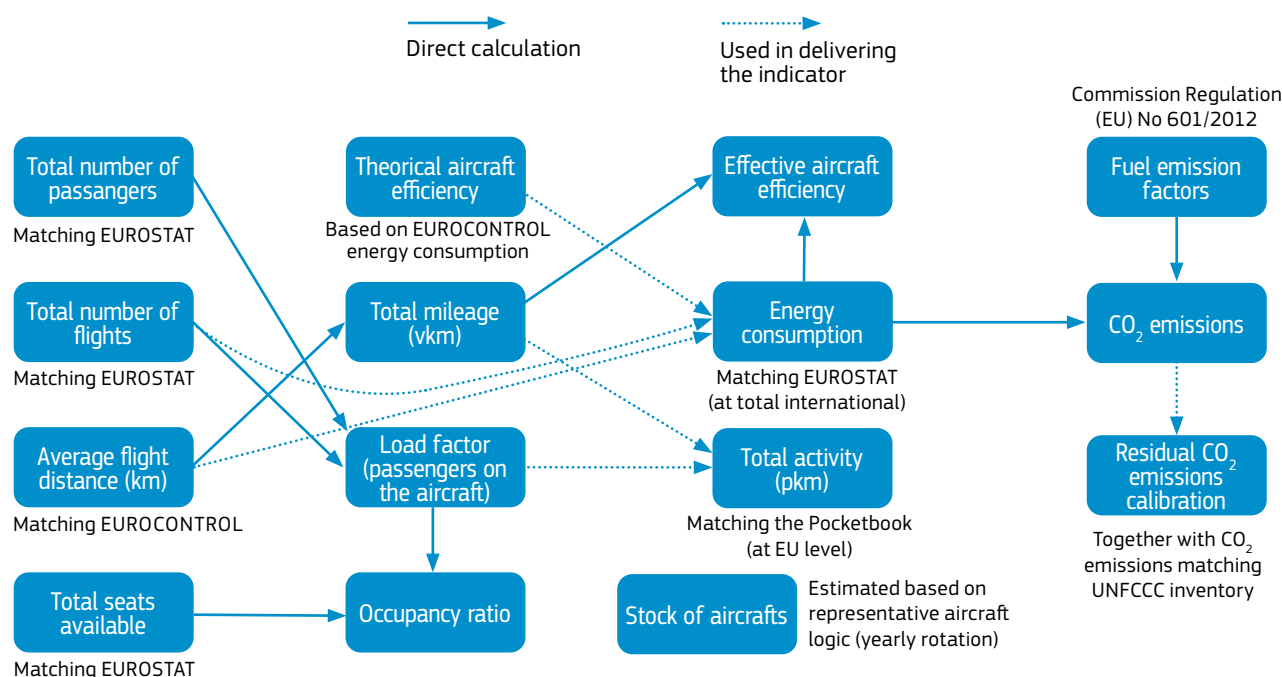 Direct calculation
Used in delivering
the indicator
Commission Regulation
(EU) No 601/2012
Total number of
passangers
Matching EUROSTAT
Theorical aircraft
efficiency
Based on EUROCONTROL
energy consumption
Effective aircraft
efficiency
Fuel emission
factors
Total number of
flights
Matching EUROSTAT
Total mileage
(vkm)
Energy
consumption
Matching EUROSTAT
(at total international)
CO₂ emissions
Average flight
distance (km)
Matching EUROCONTROL
Load factor
(passengers on
the aircraft)
Total activity
(pkm)
Matching the Pocketbook
(at EU level)
Residual CO₂
emissions
calibration
Together with CO₂
emissions matching
UNFCCC inventory
Total seats
available
Matching EUROSTAT
Occupancy ratio
Stock of aircrafts
Estimated based on
representative aircraft
logic (yearly rotation)